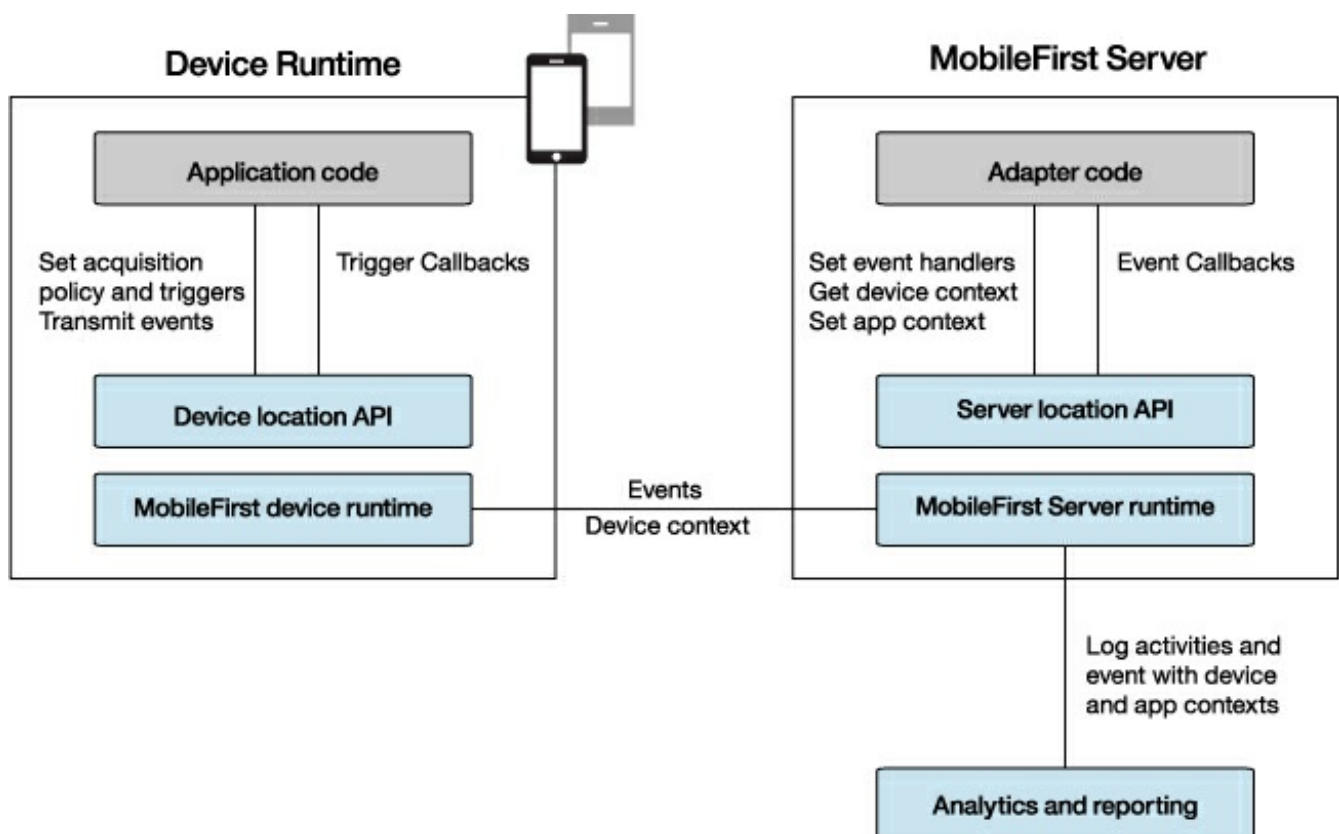 Device Runtime
MobileFirst Server
Application code
Adapter code
Set acquisition
policy and triggers
Transmit events
Trigger Callbacks
Set event handlers
Get device context
Set app context
Event Callbacks
Device location API
Server location API
MobileFirst device runtime
Events
Device context
MobileFirst Server runtime
Log activities and
event with device
and app contexts
Analytics and reporting